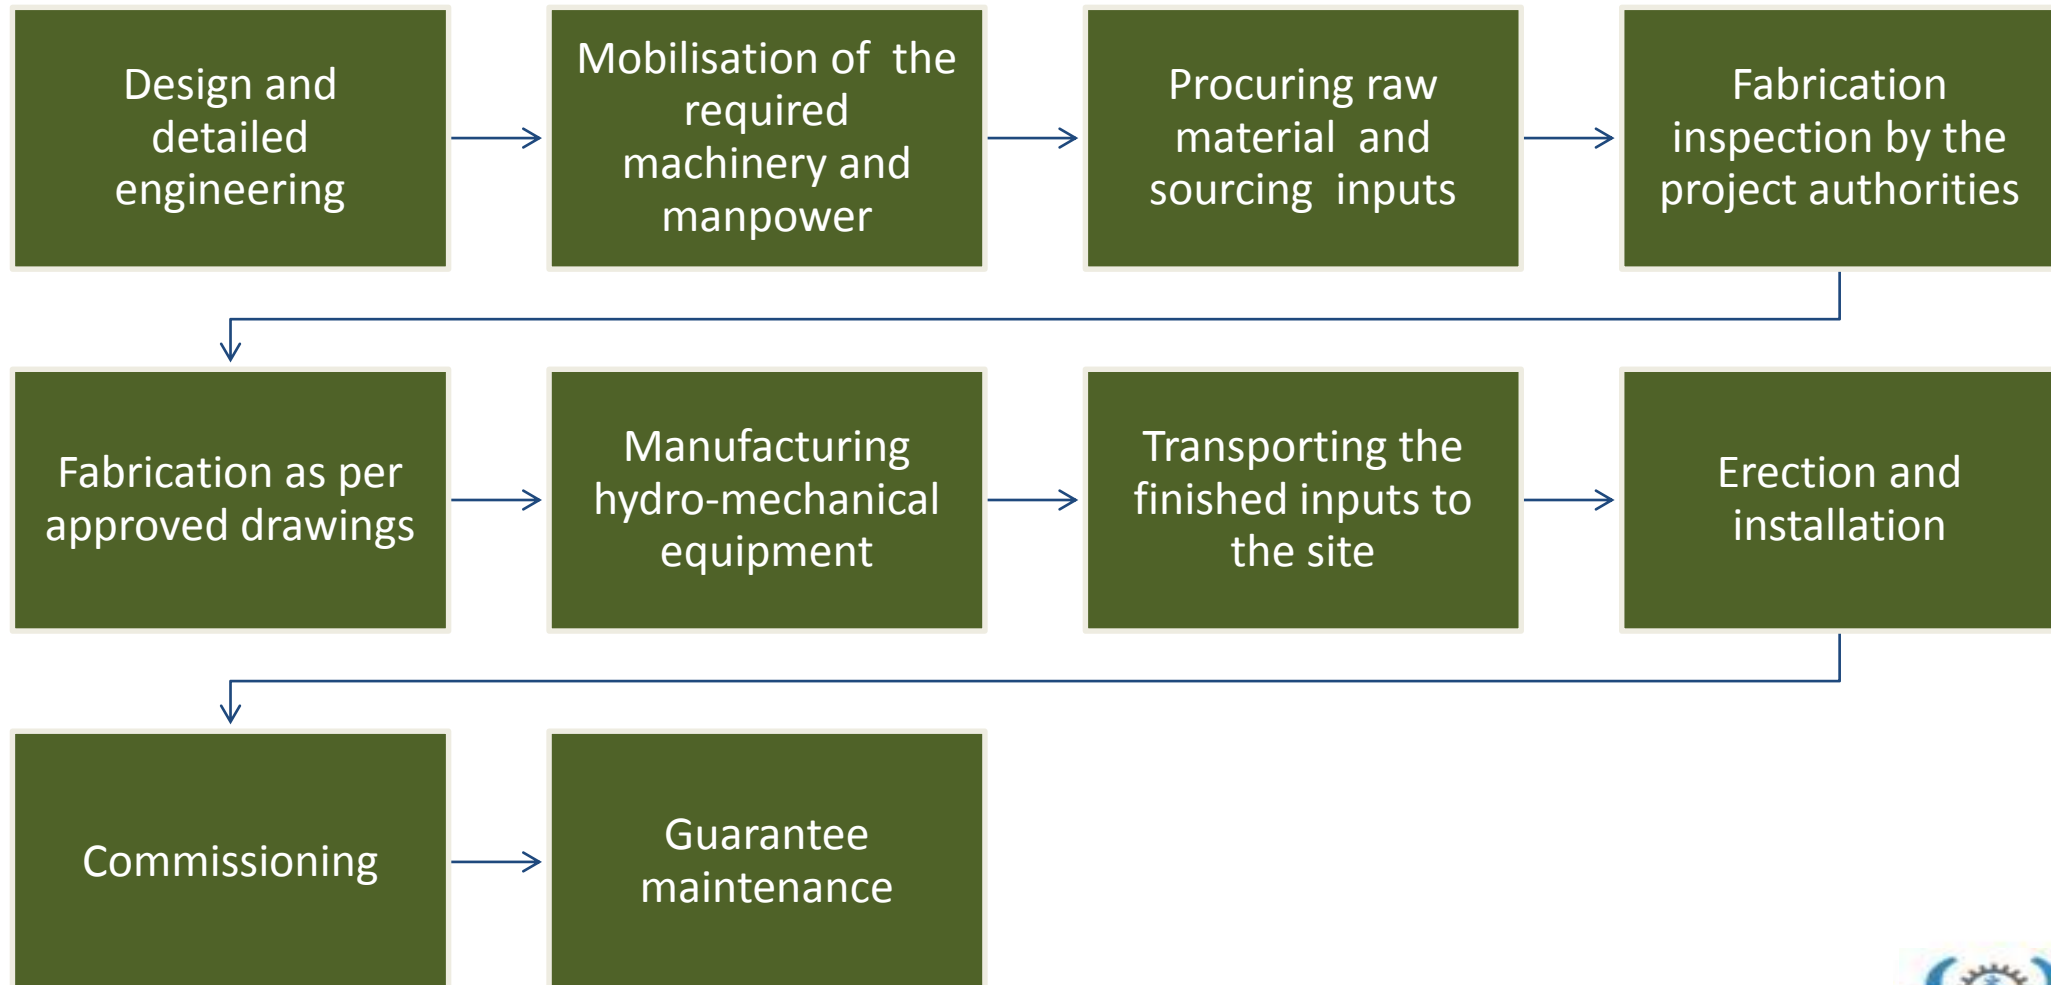 Design and
detailed
engineering
Mobilisation of the
required
machinery and
manpower
Procuring raw
material and
sourcing inputs
Fabrication
inspection by the
project authorities
Fabrication as per
approved drawings
Manufacturing
hydro-mechanical
equipment
Transporting the
finished inputs to
the site
Erection and
installation
Commissioning
Guarantee
maintenance